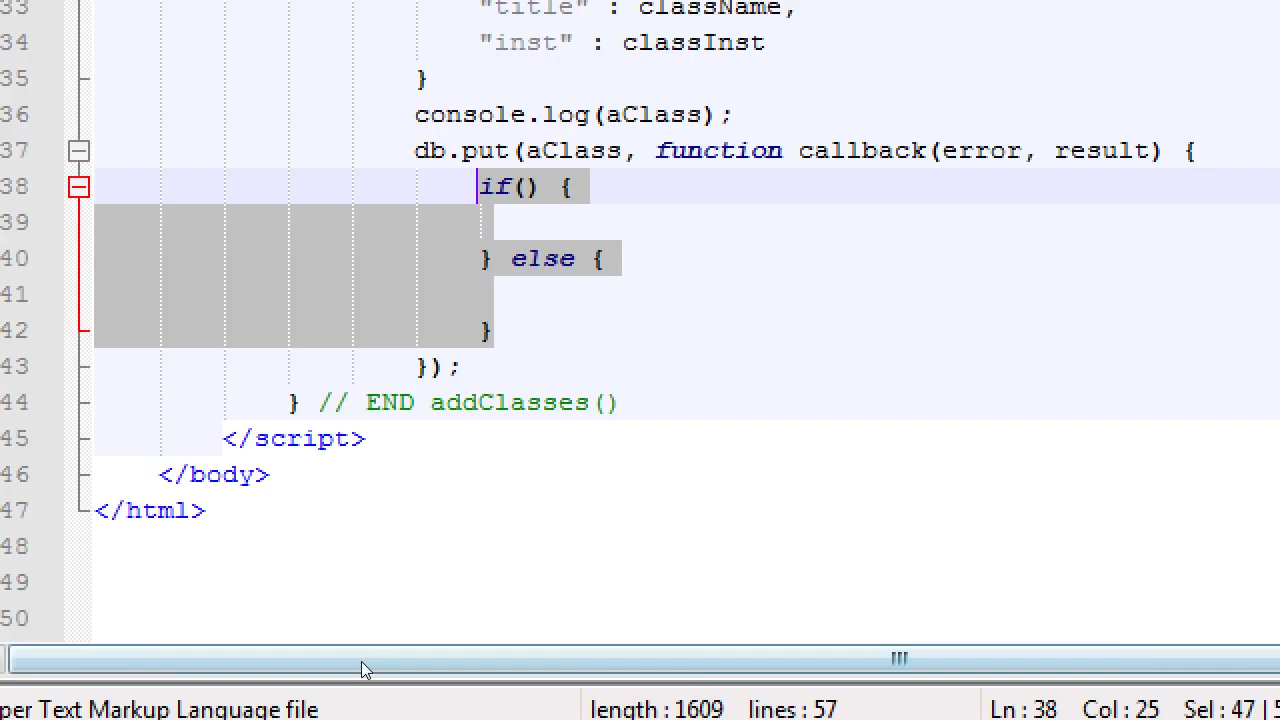 33 "title" : className,
34 "inst" : classInst
35 }
36 console.log(aClass);
37 db.put(aClass, function callback(error, result) {
38 if() {
39
40 } else {
41
42 }
43 });
44 } // END addClasses()
45 </script>
46 </body>
47 </html>
48
49
50
per Text Markup Language file length : 1609 lines : 57 Ln : 38 Col : 25 Sel : 47 |